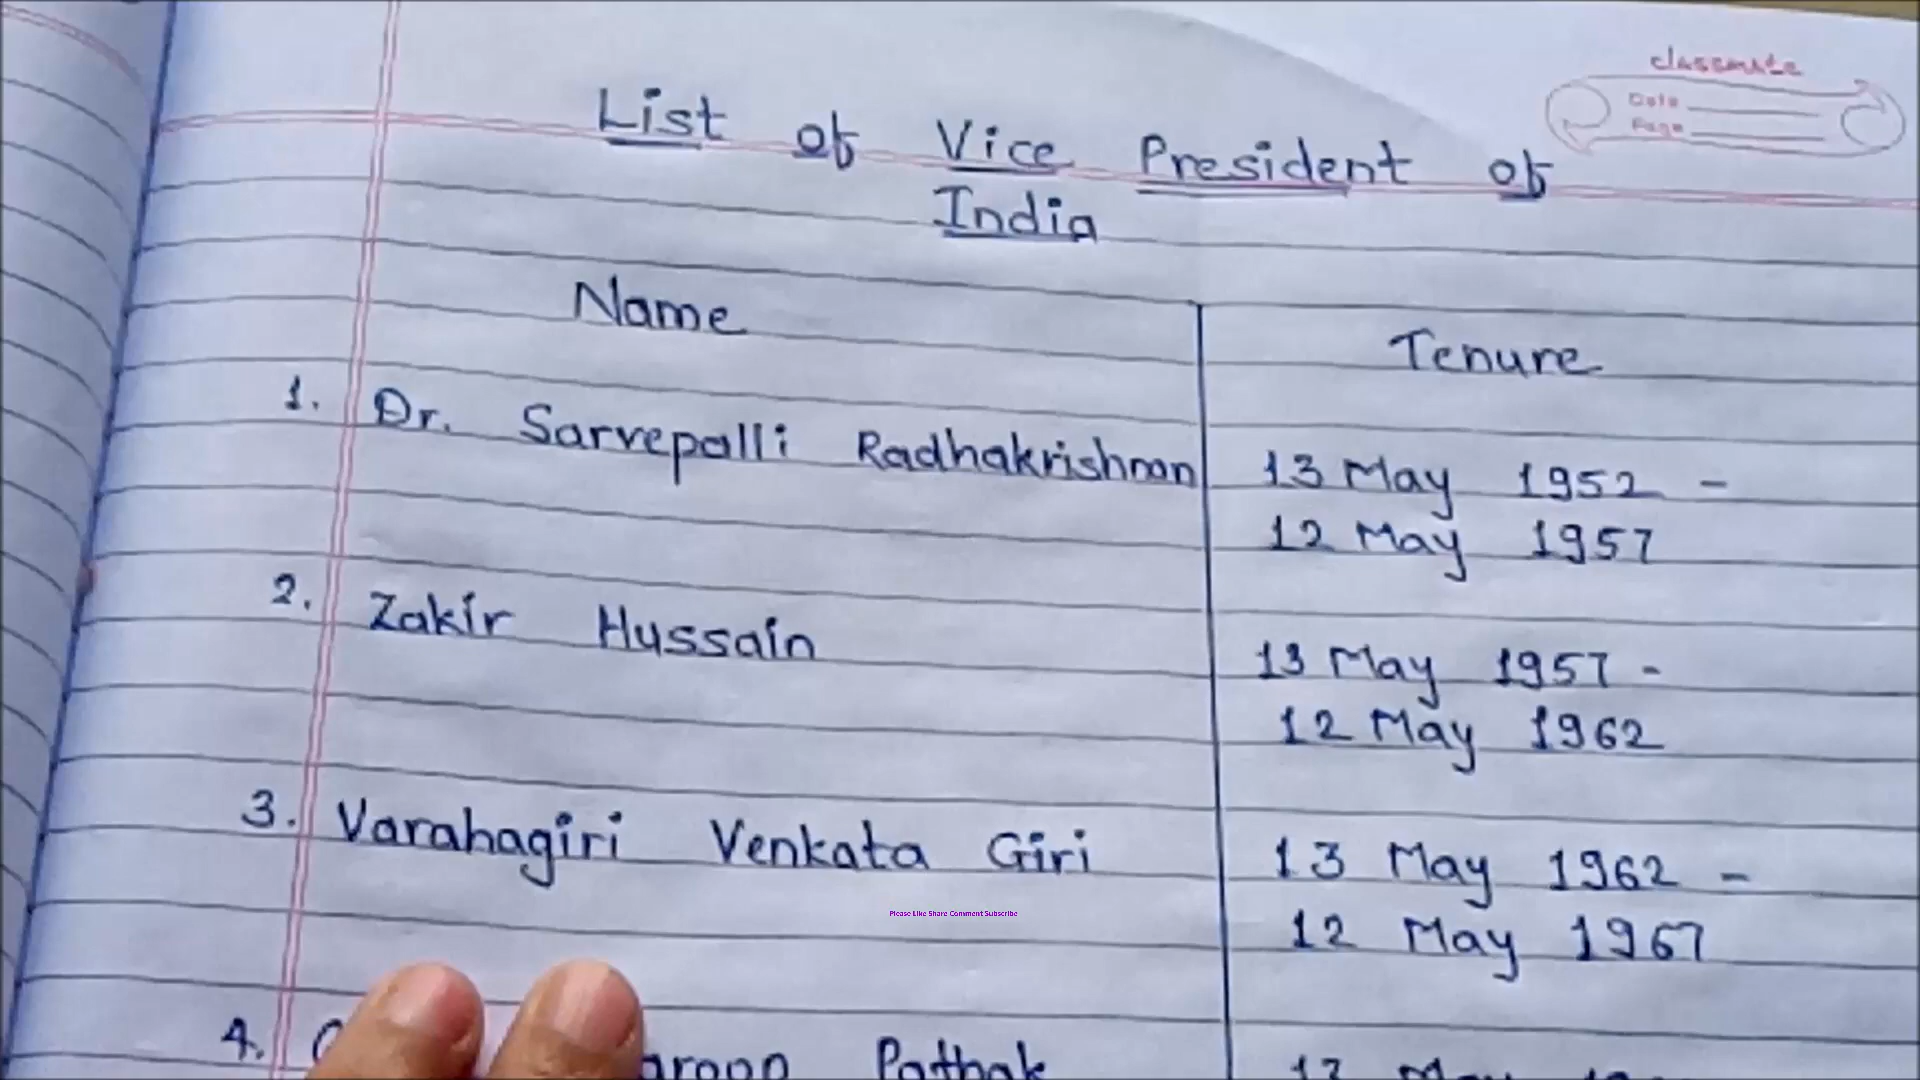 classmate
Date
Page
List of Vice President of
India
Name
Tenure
1. Dr. Sarvepalli Radhakrishnan
13 May 1952 -
12 May 1957
2. Zakir Hussain
13 May 1957 -
12 May 1962
3. Varahagiri Venkata Giri
13 May 1962 -
12 May 1967
Please Like Share Comment Subscribe
4. Pathak